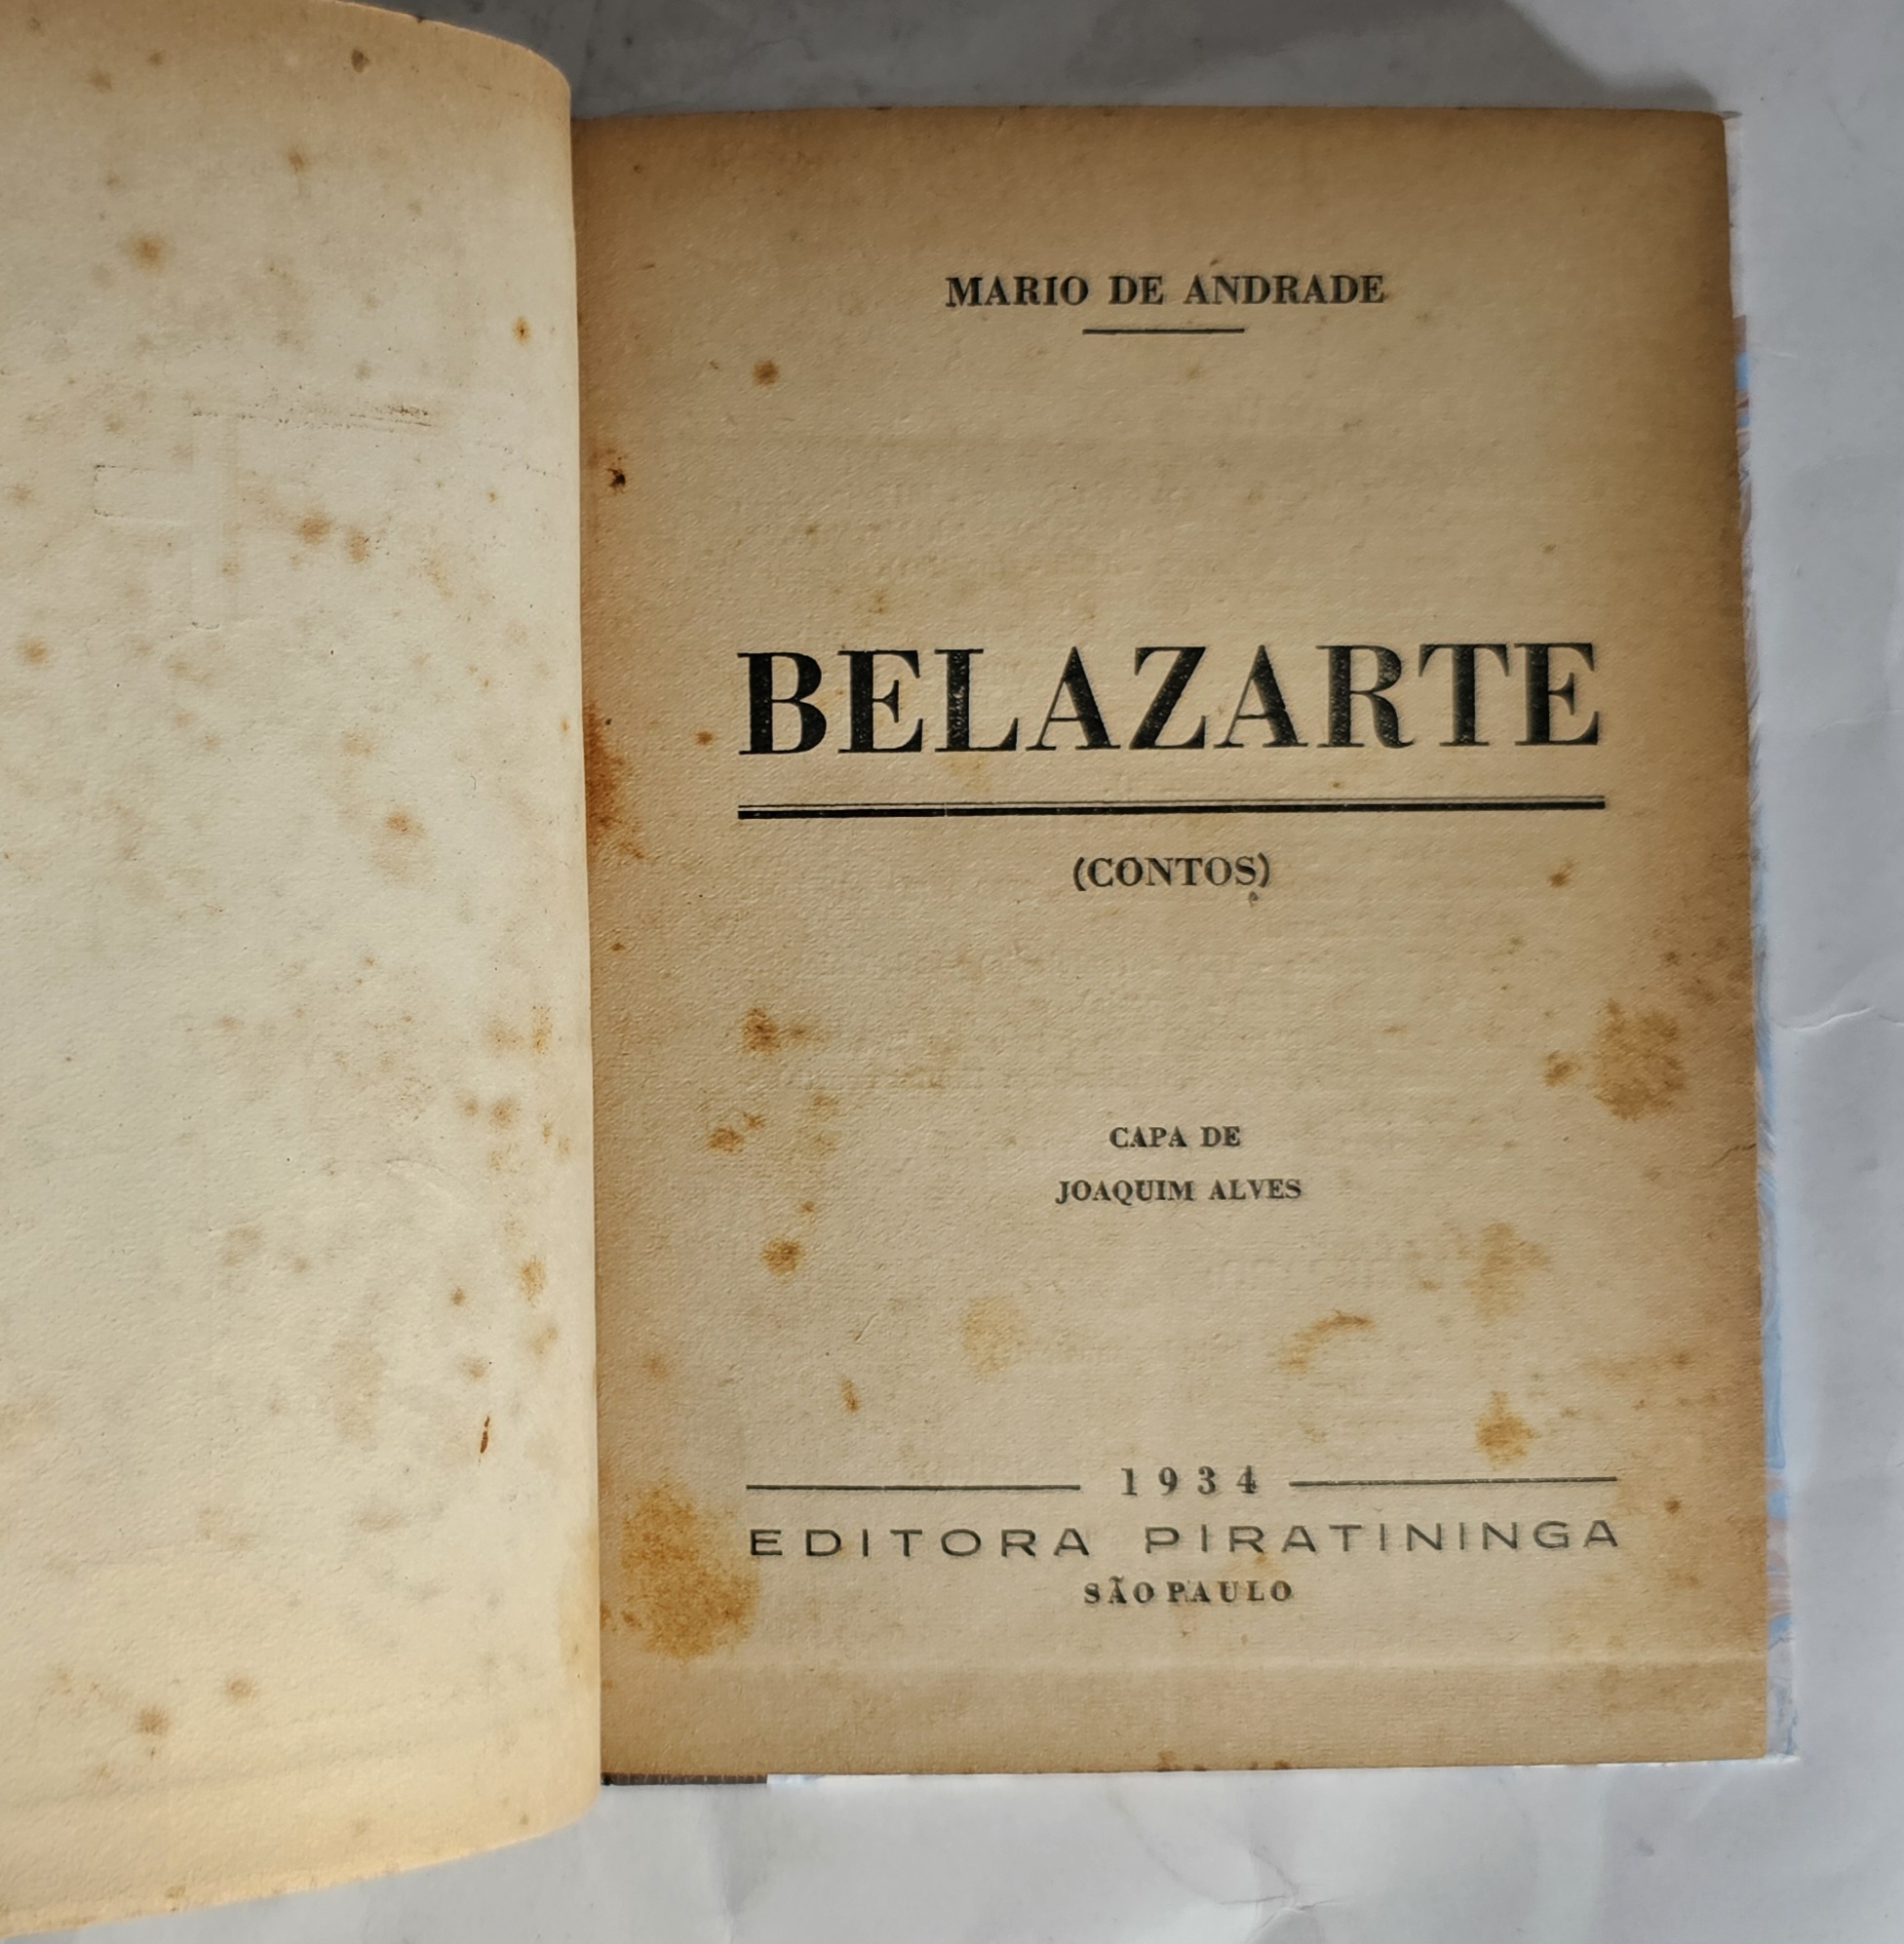 MARIO DE ANDRADE
BELAZARTE
(CONTOS)
CAPA DE
JOAQUIM ALVES
1934
EDITORA PIRATININGA
SÃO PAULO